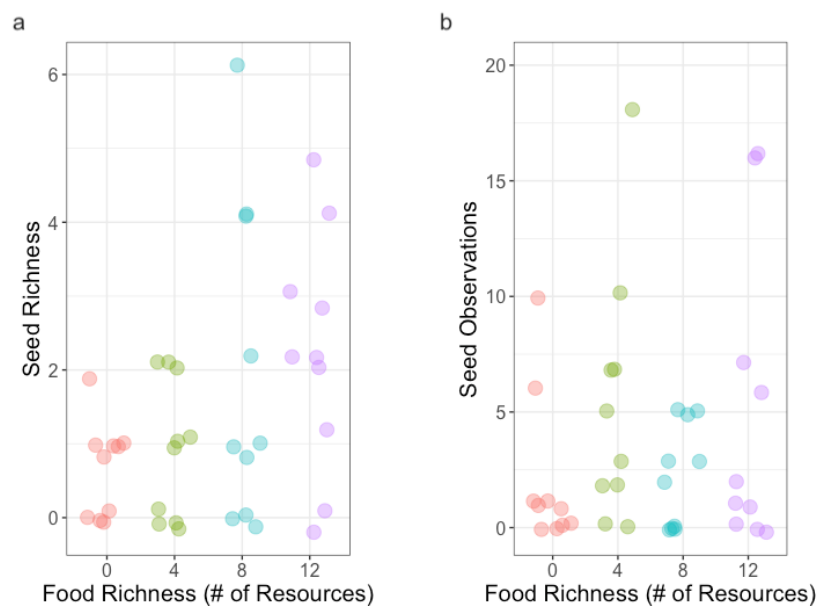 a
6
4
2
0
Seed Richness
0 4 8 12
Food Richness (# of Resources)
b
20
15
10
5
0
Seed Observations
0 4 8 12
Food Richness (# of Resources)